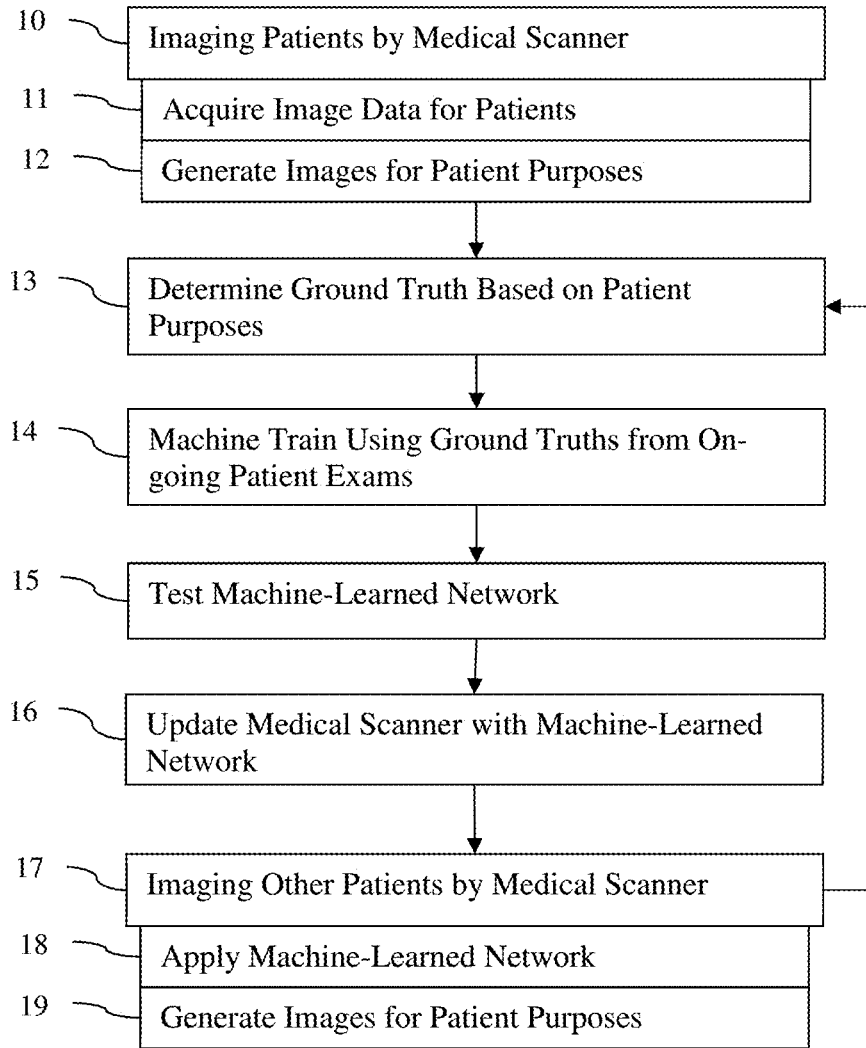 10
Imaging Patients by Medical Scanner
11
Acquire Image Data for Patients
12
Generate Images for Patient Purposes
13
Determine Ground Truth Based on Patient
Purposes
14
Machine Train Using Ground Truths from On-
going Patient Exams
15
Test Machine-Learned Network
16
Update Medical Scanner with Machine-Learned
Network
17
Imaging Other Patients by Medical Scanner
18
Apply Machine-Learned Network
19
Generate Images for Patient Purposes